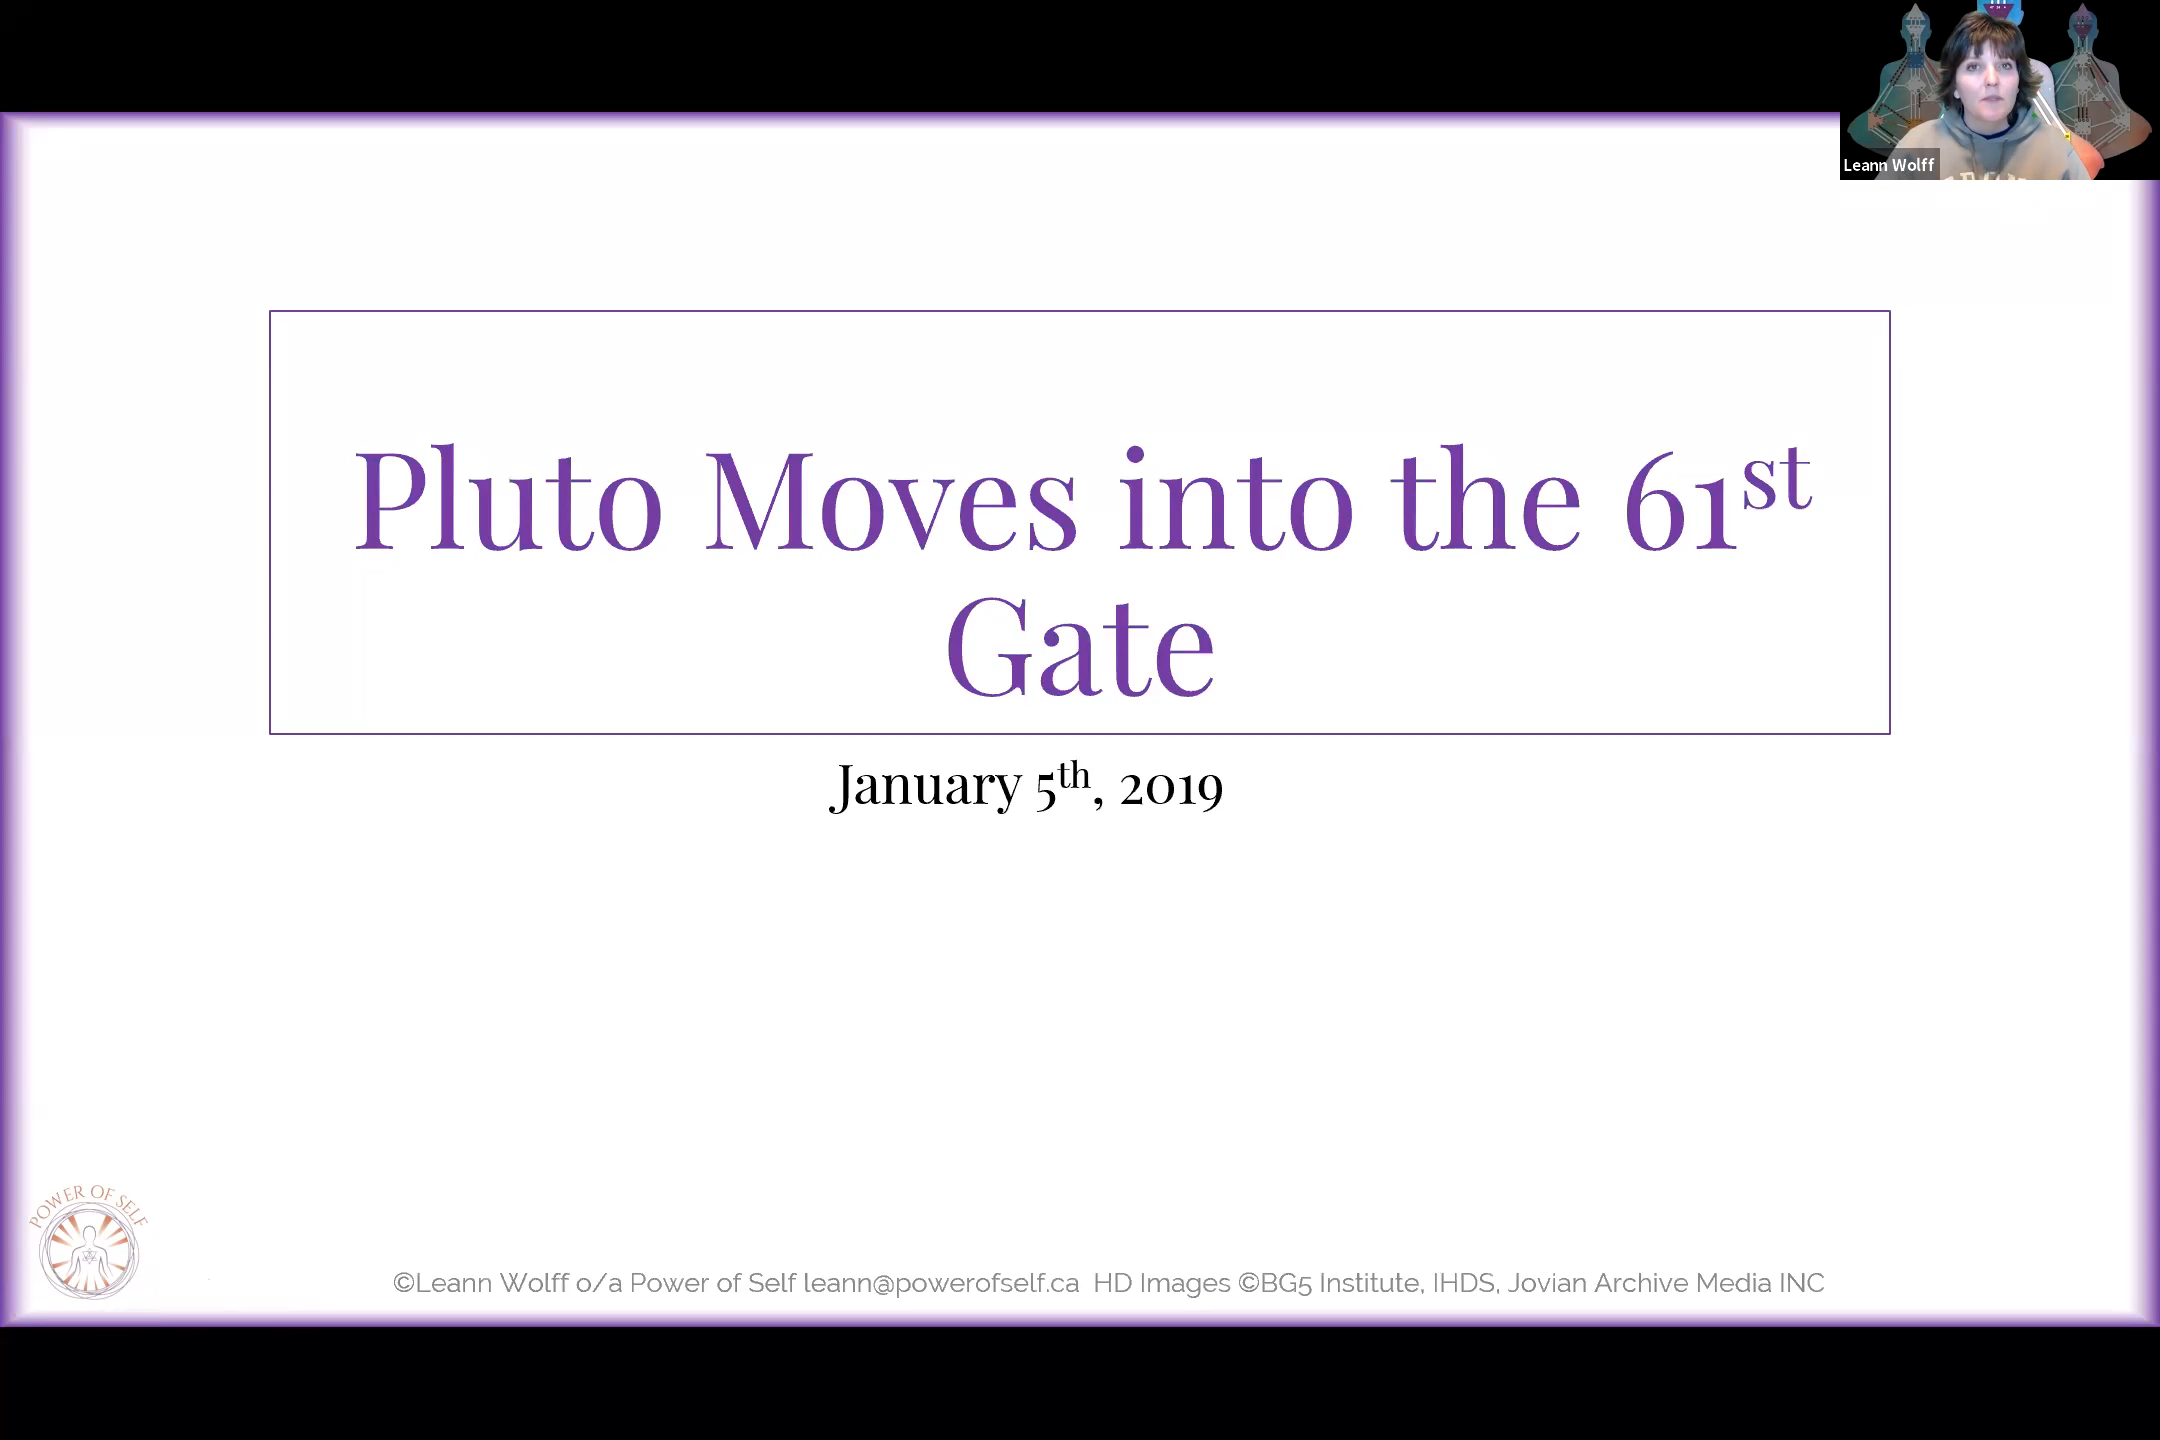 Leann Wolff
Pluto Moves into the 61st
Gate
January 5th, 2019
POWER OF SELF
©Leann Wolff o/a Power of Self leann@powerofself.ca  HD Images ©BG5 Institute, IHDS, Jovian Archive Media INC